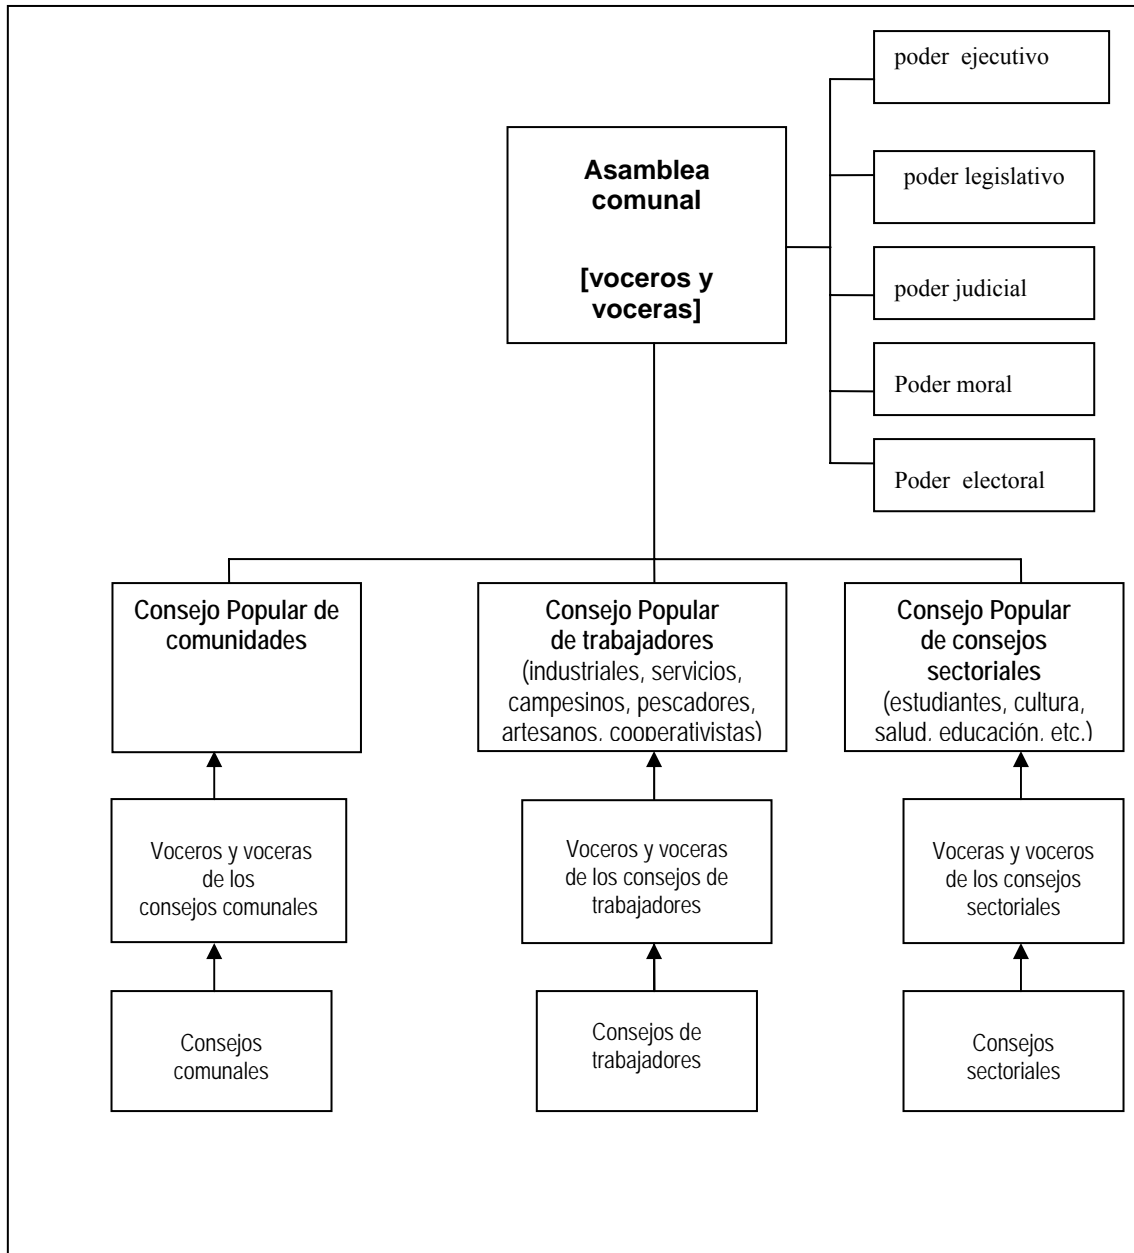 poder ejecutivo
poder legislativo
poder judicial
Poder moral
Poder electoral
Asamblea
comunal
[voceros y
voceras]
Consejo Popular de
comunidades
Consejo Popular
de trabajadores
(industriales, servicios,
campesinos, pescadores,
artesanos, cooperativistas)
Consejo Popular
de consejos
sectoriales
(estudiantes, cultura,
salud, educación, etc.)
Voceros y voceras
de los
consejos comunales
Voceros y voceras
de los consejos de
trabajadores
Voceras y voceros
de los consejos
sectoriales
Consejos
comunales
Consejos de
trabajadores
Consejos
sectoriales